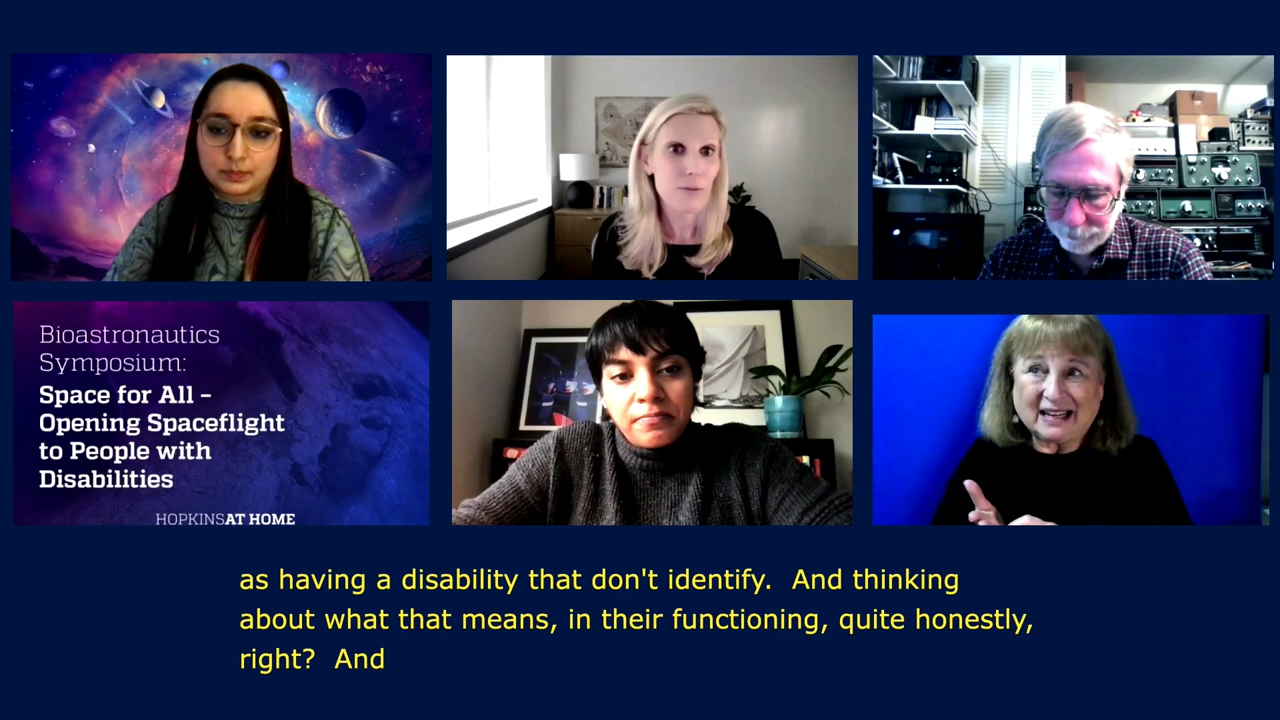 Bioastronautics
Symposium:
Space for All –
Opening Spaceflight
to People with
Disabilities
HOPKINSAT HOME
as having a disability that don't identify.  And thinking
about what that means, in their functioning, quite honestly,
right?  And